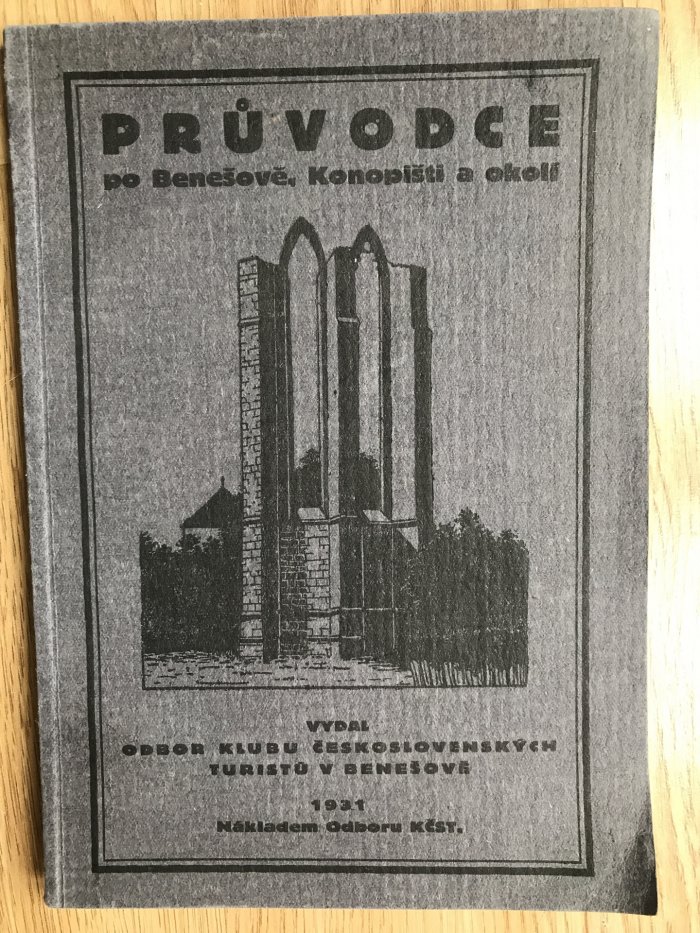 PRŮVODCE
po Benešově, Konopišti a okolí
VYDAL
ODBOR KLUBU ČESKOSLOVENSKÝCH
TURISTŮ V BENEŠOVĚ
1931
Nákladem Odboru KČST.